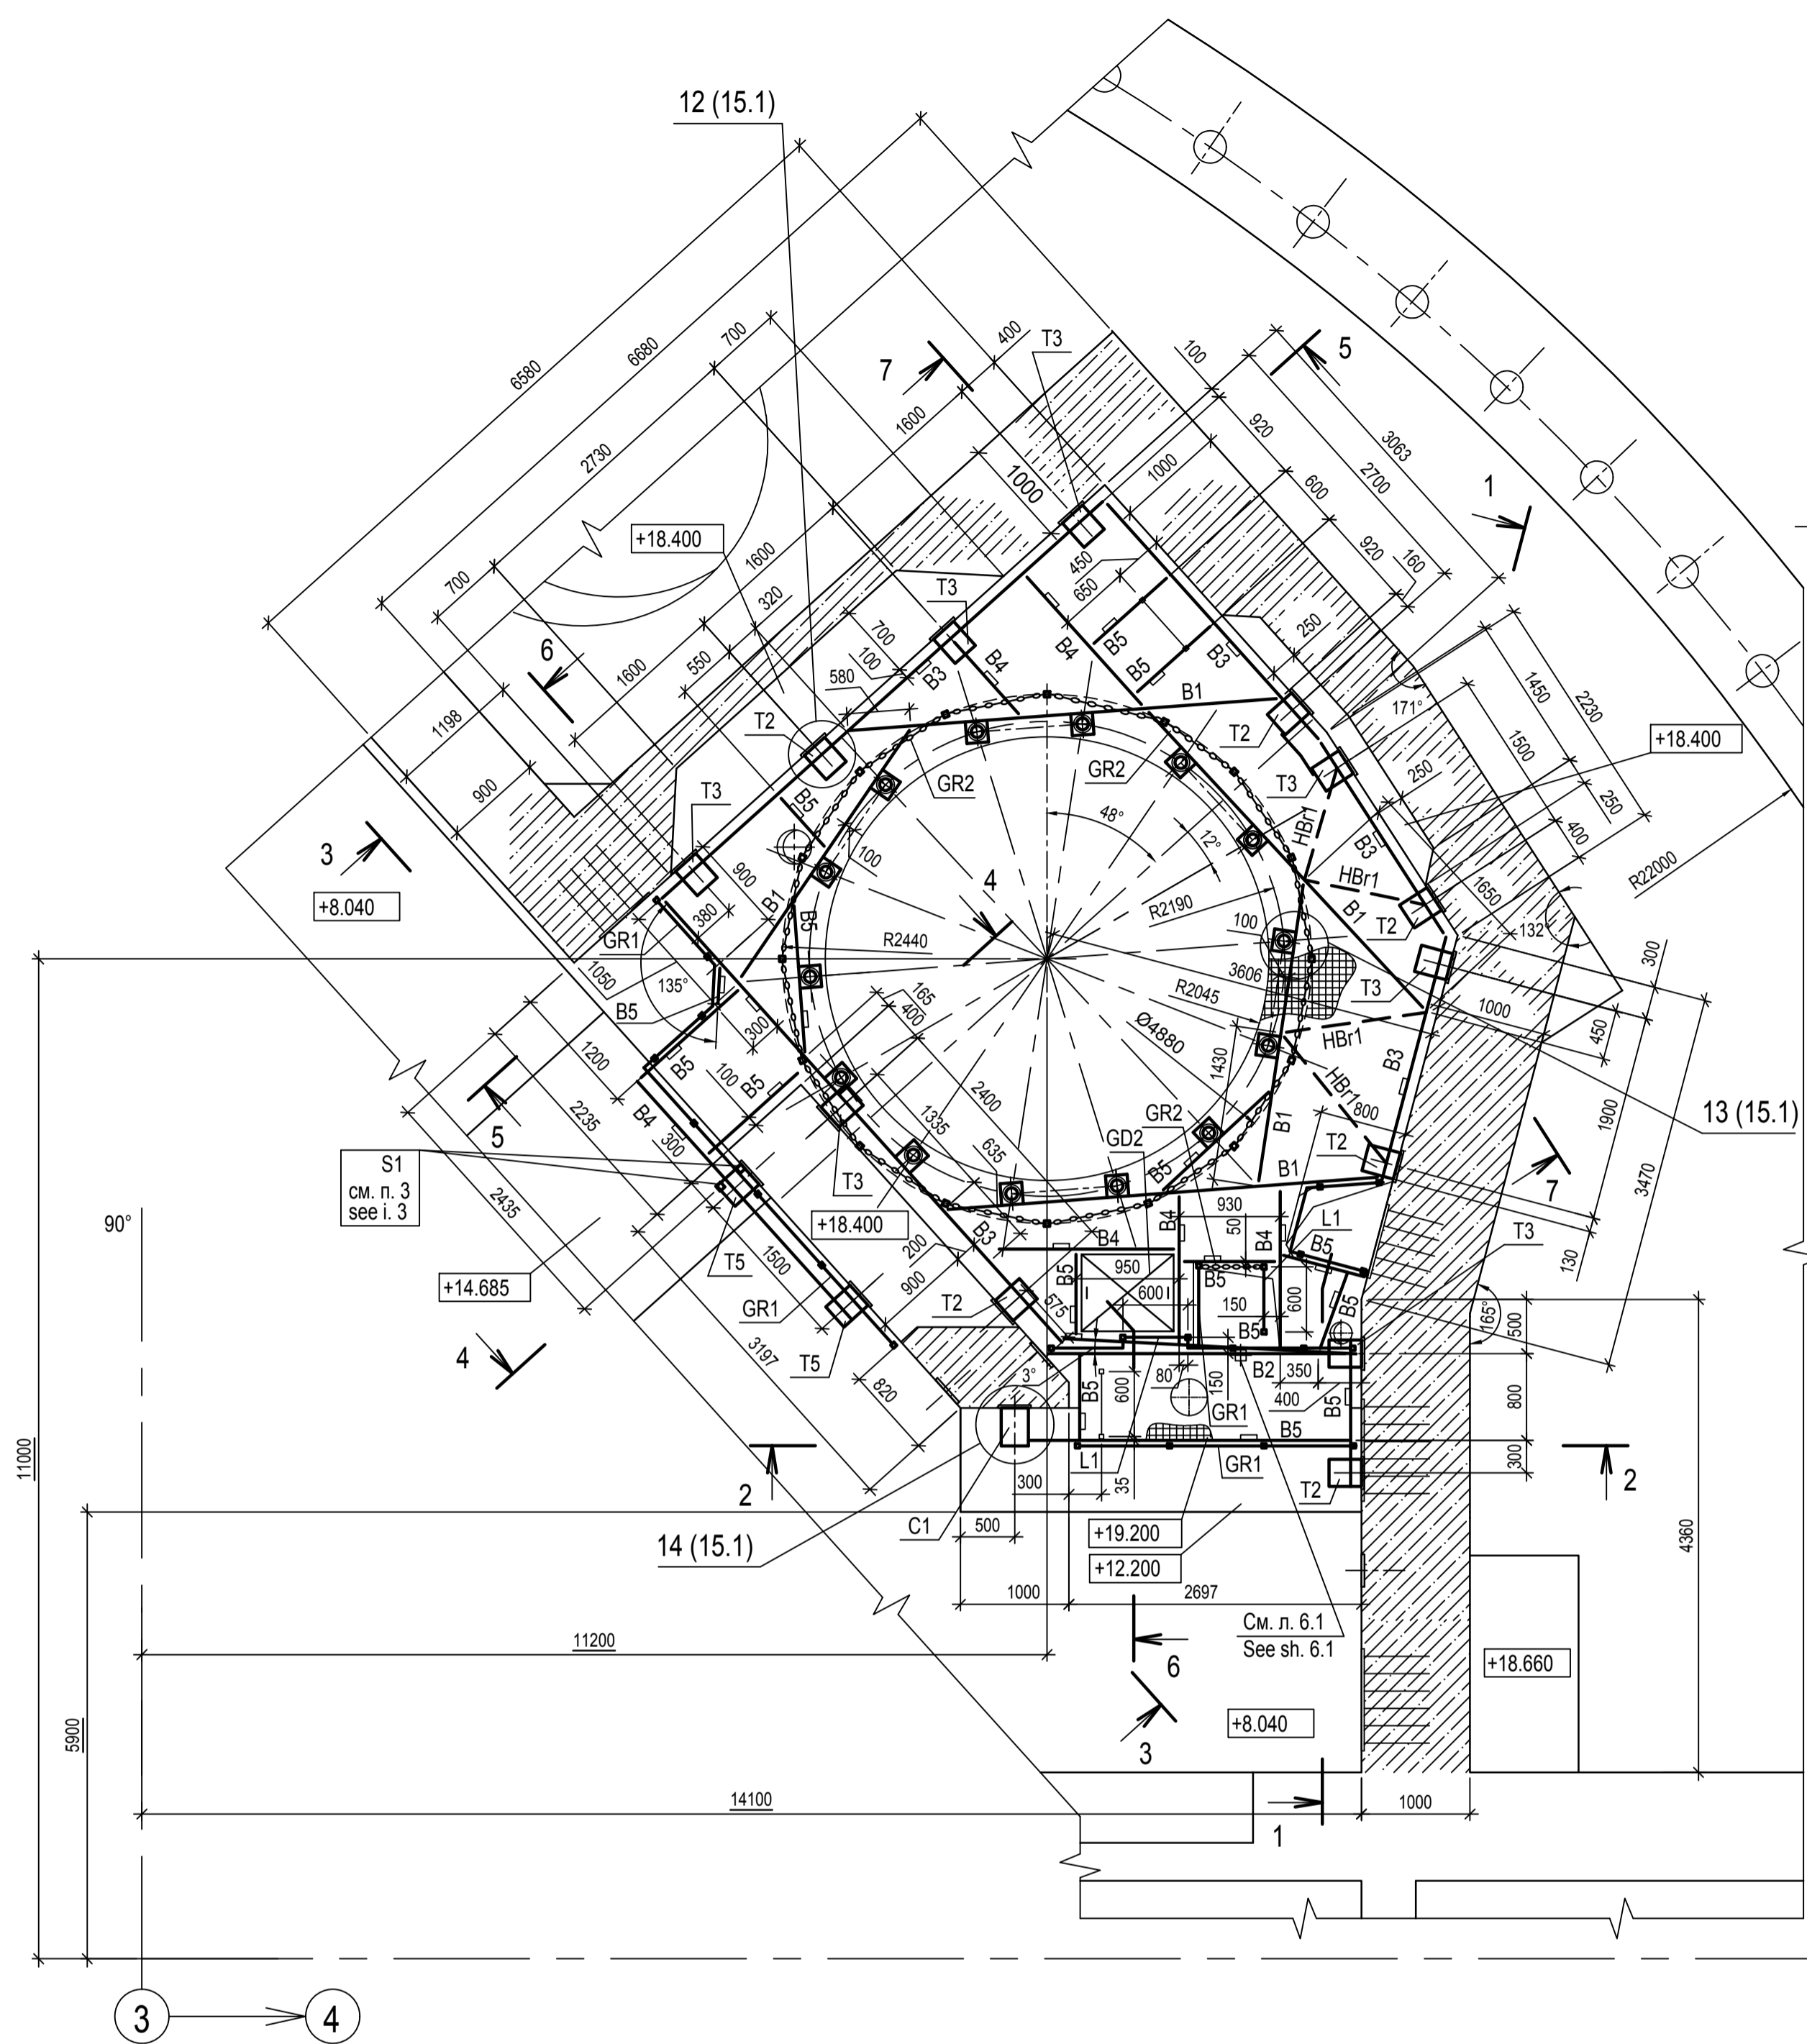 12 (15.1)
6580
6680
700
400
T3
7
5
100
920
3063
2700
1600
1000
600
1
2730
1000
920
160
+18.400
450
650
1600
T3
700
320
700
B4
B4
B5
B5
B3
250
6
550
100
580
B3
B1
171°
1450
2230
1600
1198
T2
T2
+18.400
GR2
GR2
T3
1500
250
250
400
900
T3
B5
48°
12°
HBr1
B3
R22000
3
+8.040
900
100
4
HBr1
1650
B1
B5
R2190
100
B1
T2
132
380
GR1
R2440
3606
300
1050
135°
165
400
R2045
T3
1000
450
B5
300
Ø4880
HBr1
1430
B3
1200
B5
100
B5
2400
HBr1
800
1900
13 (15.1)
2235
B4
5
300
1335
GR2
B1
GD2
T2
3470
7
S1
см. п. 3
see i. 3
2435
635
B5
B1
T3
90°
+18.400
B4
930
L1
T3
130
B3
B4
50
B4
B5
200
T5
1500
900
950
B5
B5
600
150
600
B5
165°
500
+14.685
GR1
T2
575
B5
4
T5
3°
B2
350
3197
820
B5
600
80
150
400
B5
800
GR1
B5
11000
L1
35
GR1
300
2
300
T2
2
C1
+19.200
500
14 (15.1)
+12.200
4360
1000
2697
См. л. 6.1
See sh. 6.1
11200
6
+18.660
5900
+8.040
3
14100
1000
1
3
4